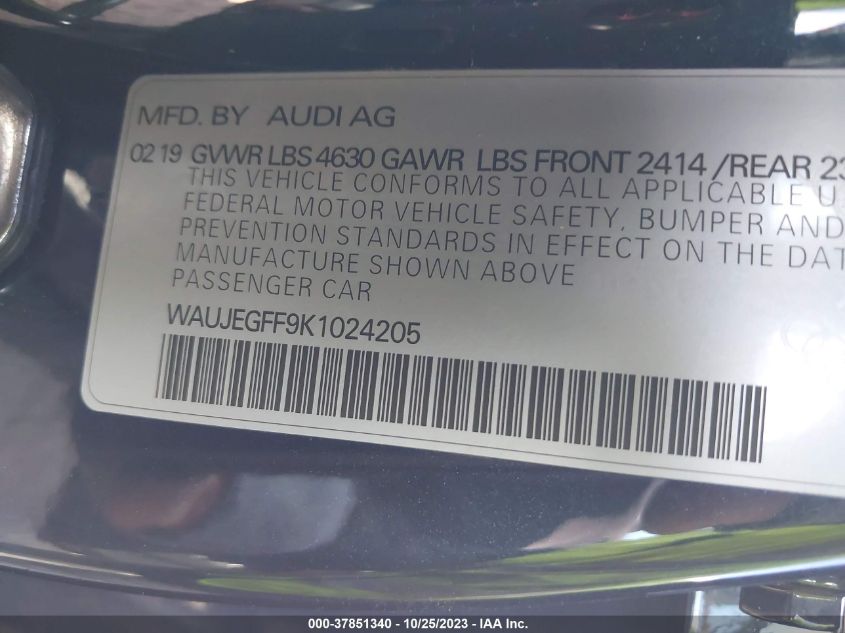 MFD. BY AUDI AG
02 19 GVWR LBS 4630 GAWR LBS FRONT 2414 /REAR 23
THIS VEHICLE CONFORMS TO ALL APPLICABLE U
FEDERAL MOTOR VEHICLE SAFETY, BUMPER AND
PREVENTION STANDARDS IN EFFECT ON THE DAT
MANUFACTURE SHOWN ABOVE
PASSENGER CAR
WAUJEGFF9K1024205
000-37851340 - 10/25/2023 - IAA Inc.